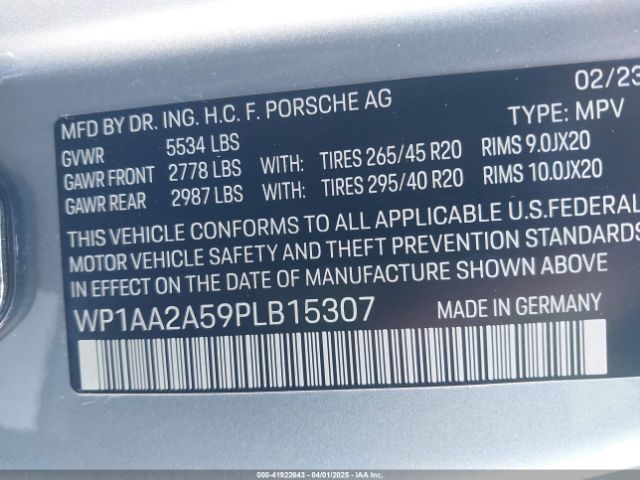 02/23
MFD BY DR. ING. H.C. F. PORSCHE AG TYPE: MPV
GVWR 5534 LBS
GAWR FRONT 2778 LBS WITH: TIRES 265/45 R20 RIMS 9.0JX20
GAWR REAR 2987 LBS WITH: TIRES 295/40 R20 RIMS 10.0JX20
THIS VEHICLE CONFORMS TO ALL APPLICABLE U.S.FEDERAL
MOTOR VEHICLE SAFETY AND THEFT PREVENTION STANDARDS
IN EFFECT ON THE DATE OF MANUFACTURE SHOWN ABOVE
WP1AA2A59PLB15307 MADE IN GERMANY
000-41922643 - 04/01/2025 - IAAI.COM